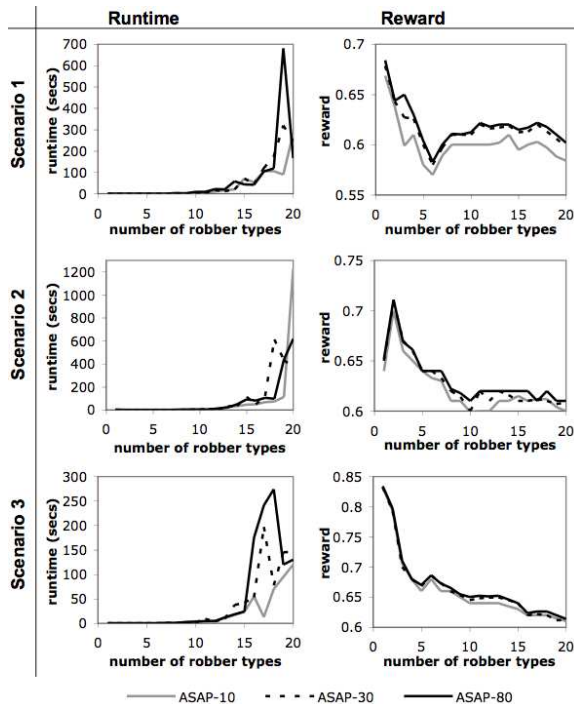 Runtime
Reward
Scenario 1
runtime (secs)
700
600
500
400
300
200
100
0
0 5 10 15 20
number of robber types
reward
0.7
0.65
0.6
0.55
0 5 10 15 20
number of robber types
Scenario 2
runtime (secs)
1200
1000
800
600
400
200
0
0 5 10 15 20
number of robber types
reward
0.75
0.7
0.65
0.6
0 5 10 15 20
number of robber types
Scenario 3
runtime (secs)
300
250
200
150
100
50
0
0 5 10 15 20
number of robber types
reward
0.85
0.8
0.75
0.7
0.65
0.6
0 5 10 15 20
number of robber types
ASAP-10 ASAP-30 ASAP-80